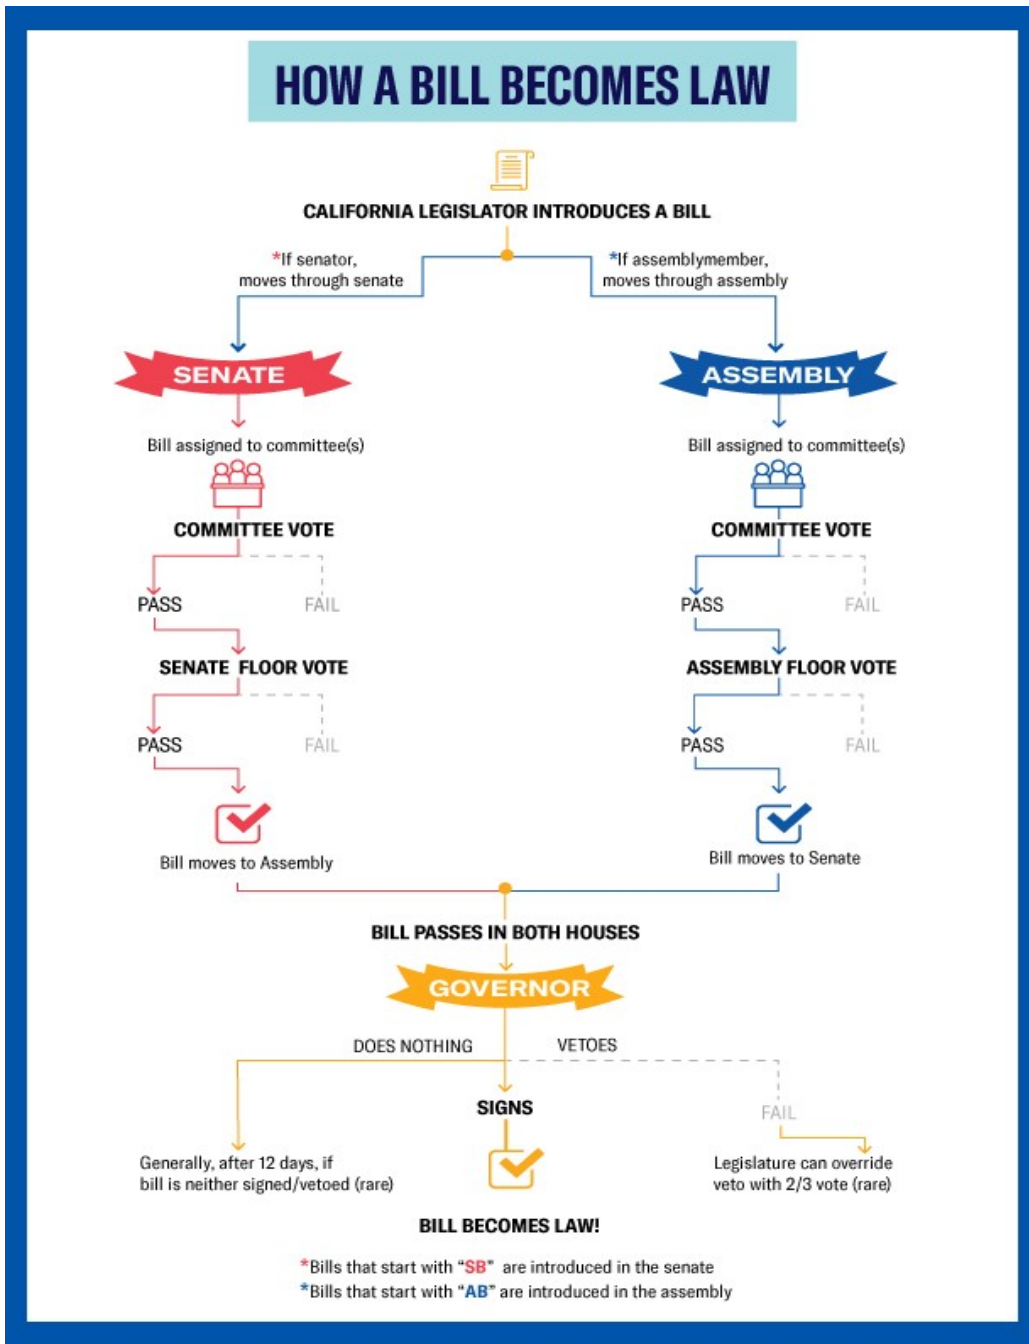 HOW A BILL BECOMES LAW
CALIFORNIA LEGISLATOR INTRODUCES A BILL
*If senator,
moves through senate
*If assemblymember,
moves through assembly
SENATE
Bill assigned to committee(s)
COMMITTEE VOTE
PASS
FAIL
SENATE FLOOR VOTE
PASS
FAIL
Bill moves to Assembly
ASSEMBLY
Bill assigned to committee(s)
COMMITTEE VOTE
PASS
FAIL
ASSEMBLY FLOOR VOTE
PASS
FAIL
Bill moves to Senate
BILL PASSES IN BOTH HOUSES
GOVERNOR
DOES NOTHING
VETOES
SIGNS
FAIL
Generally, after 12 days, if
bill is neither signed/vetoed (rare)
Legislature can override
veto with 2/3 vote (rare)
BILL BECOMES LAW!
*Bills that start with “SB” are introduced in the senate
*Bills that start with “AB” are introduced in the assembly